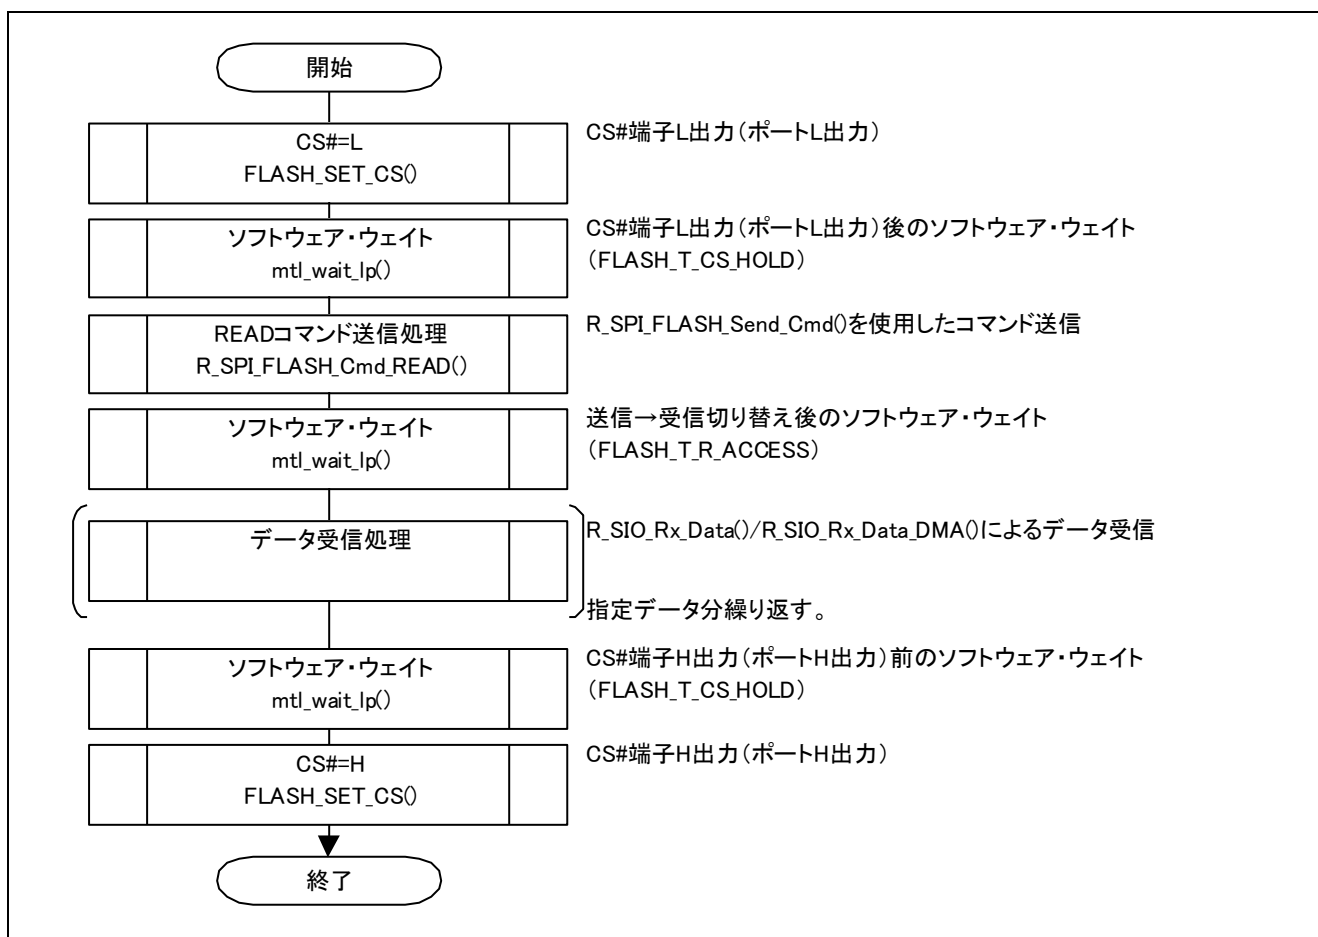 開始
CS#=L
FLASH_SET_CS()
CS#端子L出力(ポートL出力)
ソフトウェア・ウェイト
mtl_wait_lp()
CS#端子L出力(ポートL出力)後のソフトウェア・ウェイト
(FLASH_T_CS_HOLD)
READコマンド送信処理
R_SPI_FLASH_Cmd_READ()
R_SPI_FLASH_Send_Cmd()を使用したコマンド送信
ソフトウェア・ウェイト
mtl_wait_lp()
送信→受信切り替え後のソフトウェア・ウェイト
(FLASH_T_R_ACCESS)
データ受信処理
R_SIO_Rx_Data()/R_SIO_Rx_Data_DMA()によるデータ受信
指定データ分繰り返す。
ソフトウェア・ウェイト
mtl_wait_lp()
CS#端子H出力(ポートH出力)前のソフトウェア・ウェイト
(FLASH_T_CS_HOLD)
CS#=H
FLASH_SET_CS()
CS#端子H出力(ポートH出力)
終了